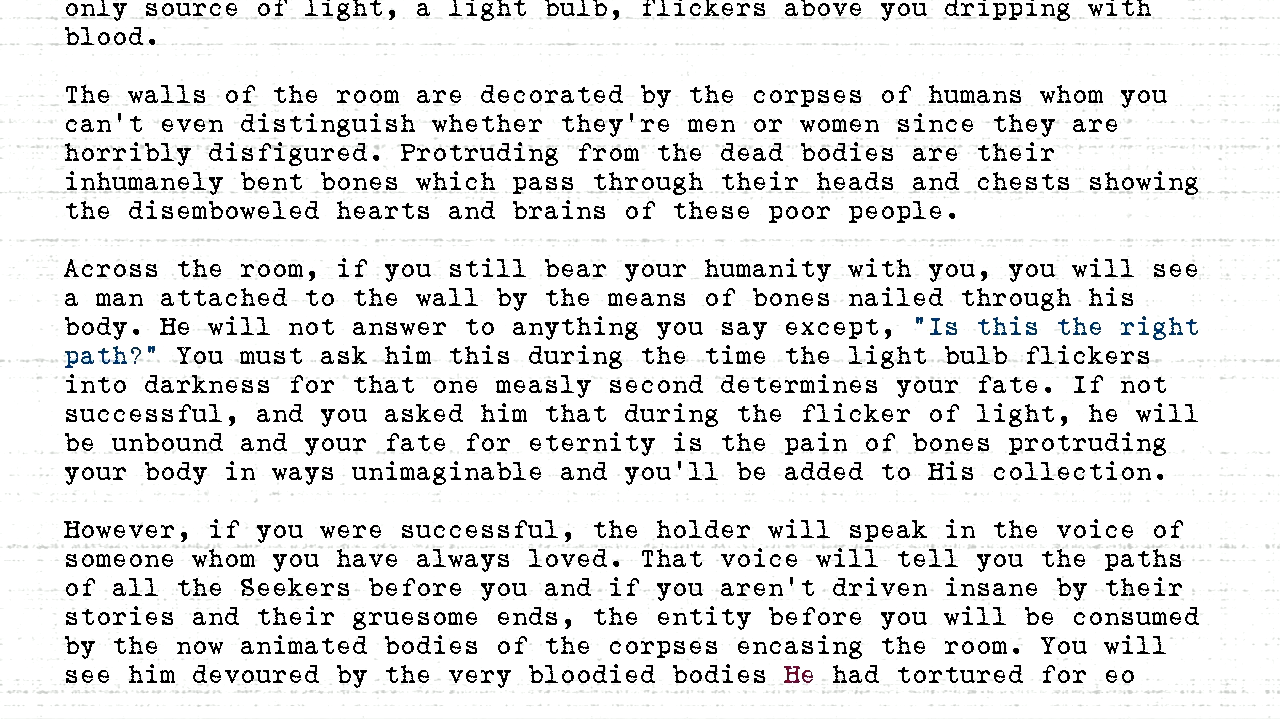 only source of light, a light bulb, flickers above you dripping with
blood.
The walls of the room are decorated by the corpses of humans whom you
can't even distinguish whether they're men or women since they are
horribly disfigured. Protruding from the dead bodies are their
inhumanely bent bones which pass through their heads and chests showing
the disemboweled hearts and brains of these poor people.
Across the room, if you still bear your humanity with you, you will see
a man attached to the wall by the means of bones nailed through his
body. He will not answer to anything you say except, "Is this the right
path?" You must ask him this during the time the light bulb flickers
into darkness for that one measly second determines your fate. If not
successful, and you asked him that during the flicker of light, he will
be unbound and your fate for eternity is the pain of bones protruding
your body in ways unimaginable and you'll be added to His collection.
However, if you were successful, the holder will speak in the voice of
someone whom you have always loved. That voice will tell you the paths
of all the Seekers before you and if you aren't driven insane by their
stories and their gruesome ends, the entity before you will be consumed
by the now animated bodies of the corpses encasing the room. You will
see him devoured by the very bloodied bodies He had tortured for eo